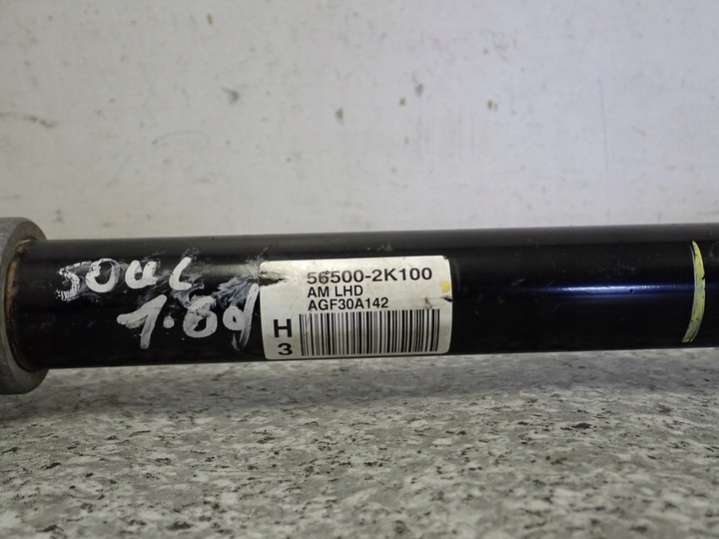 SOUL
1.6d
56500-2K100
AM LHD
AGF30A142
H
3